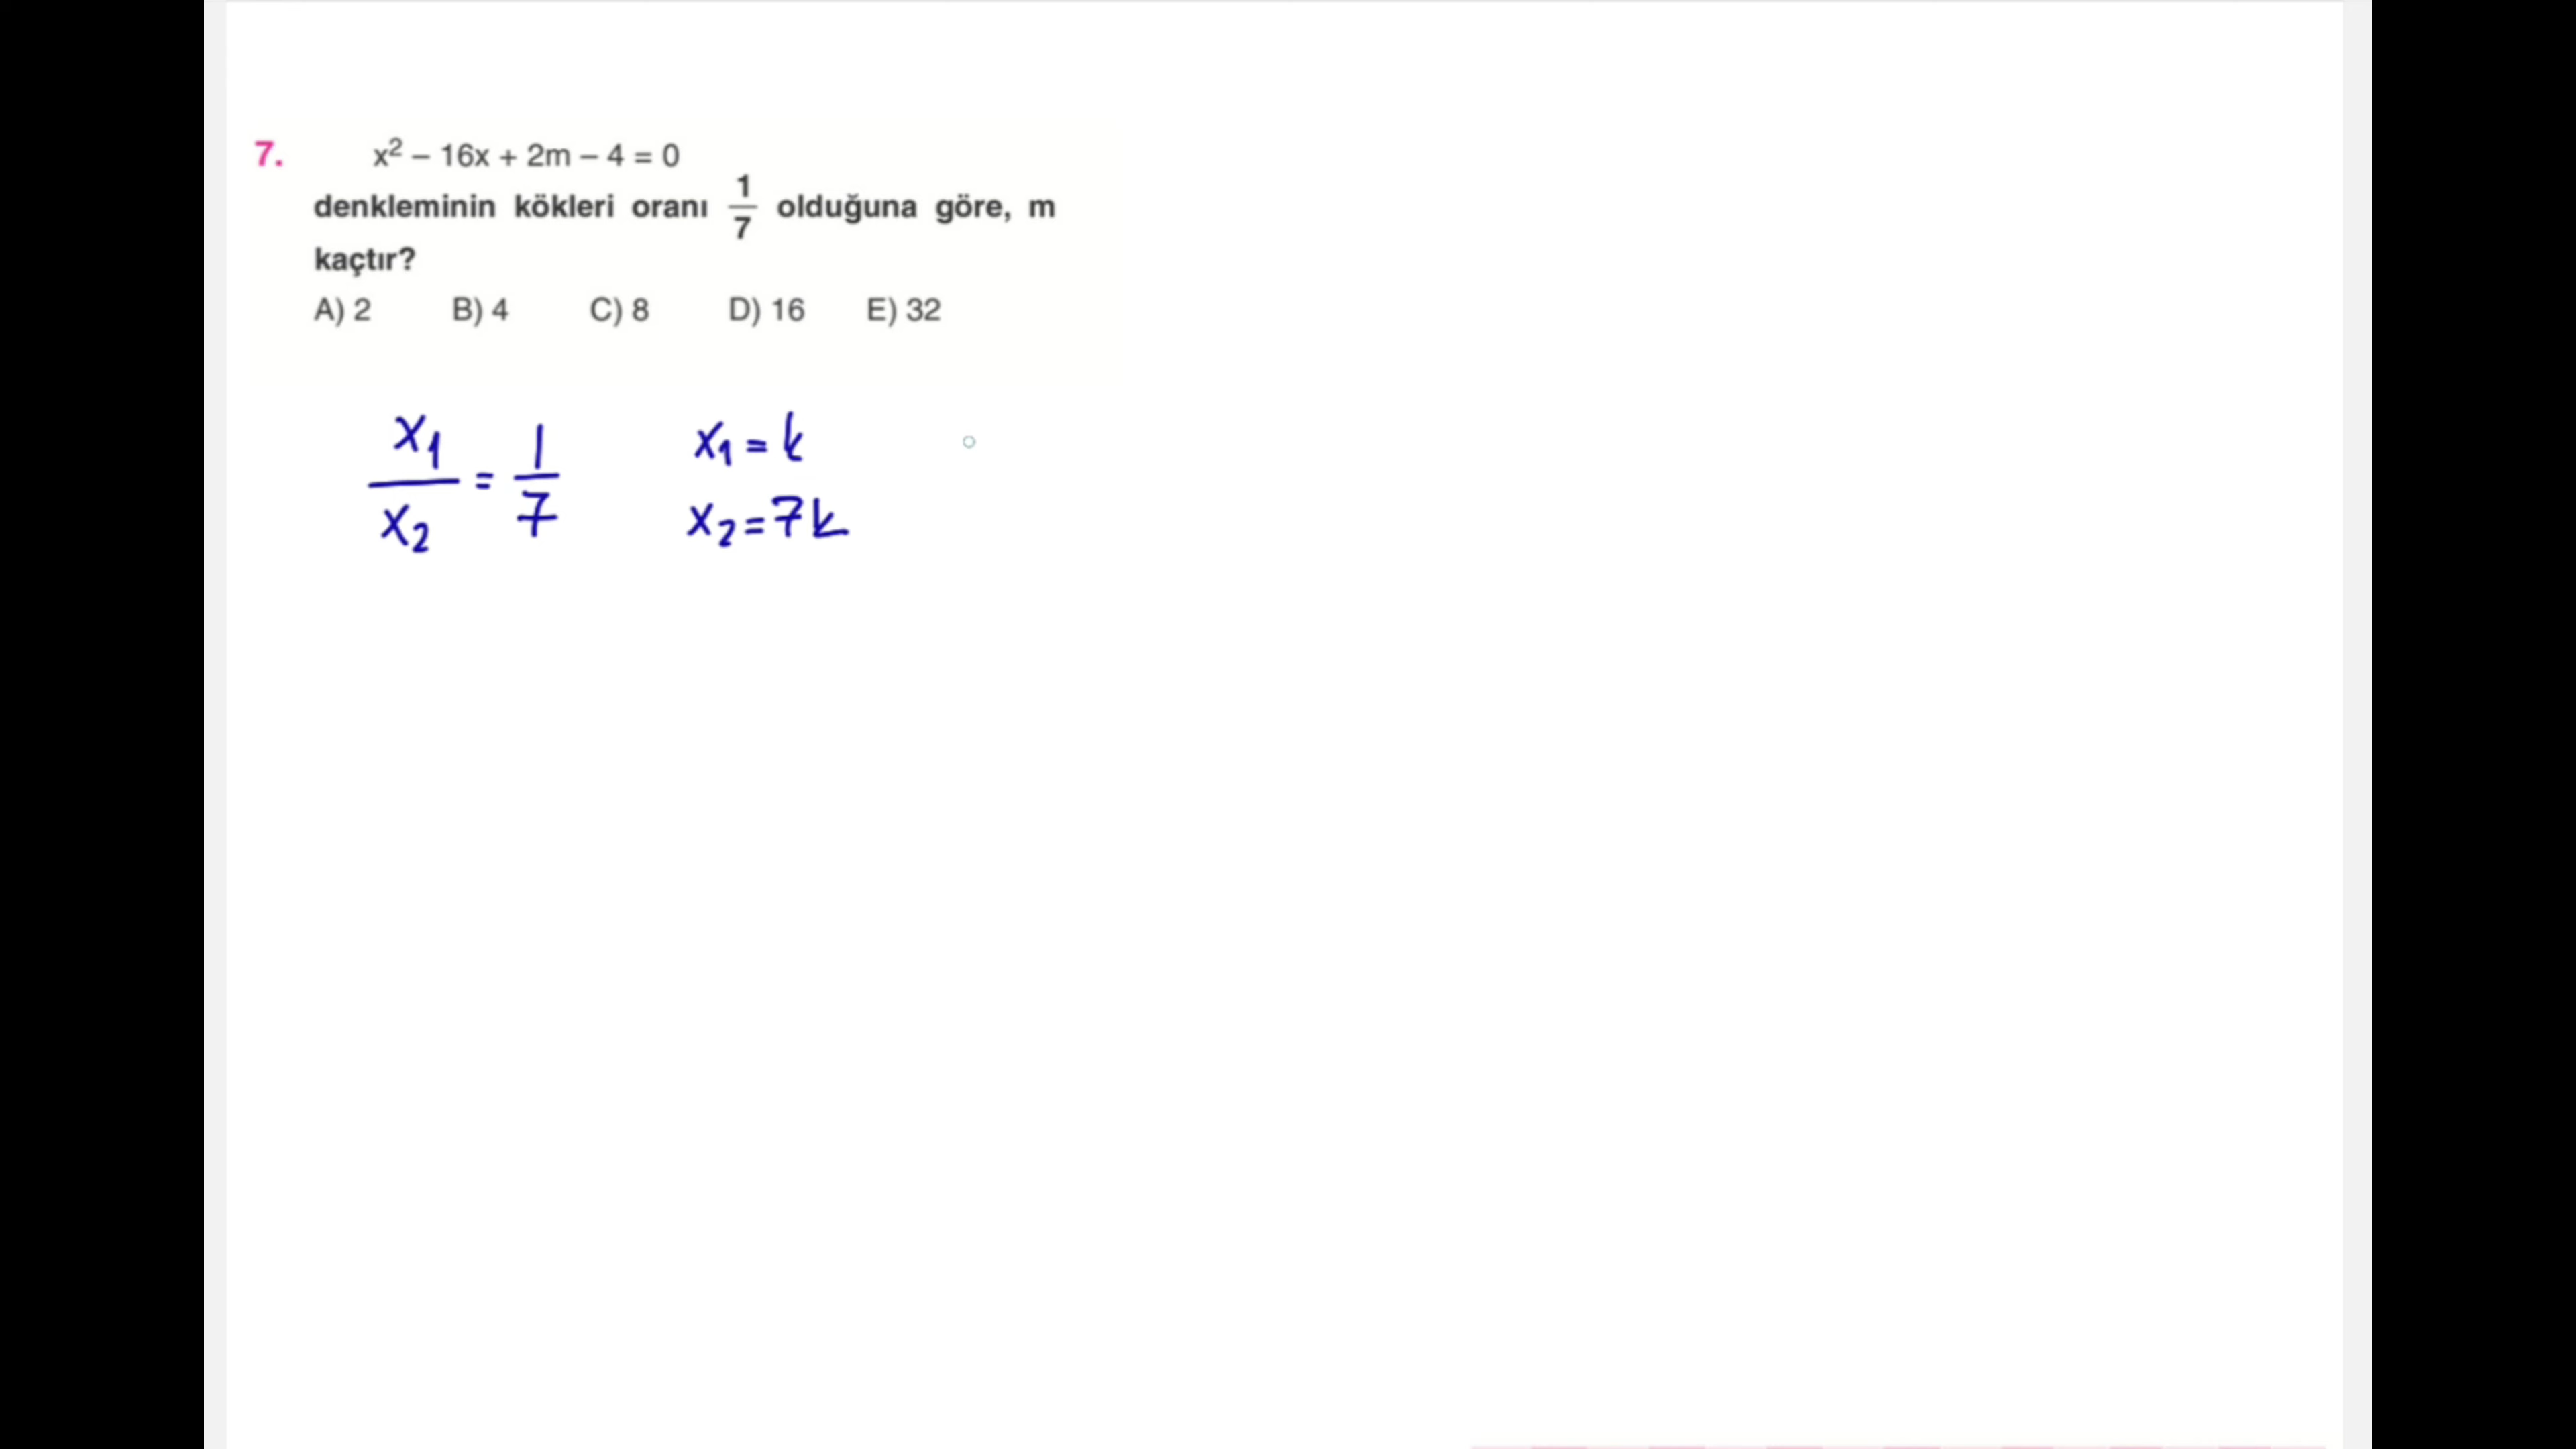 7. x² – 16x + 2m – 4 = 0
denkleminin kökleri oranı 1/7 olduğuna göre, m
kaçtır?
A) 2 B) 4 C) 8 D) 16 E) 32
x₁/x₂ = 1/7
x₁ = k
x₂ = 7k